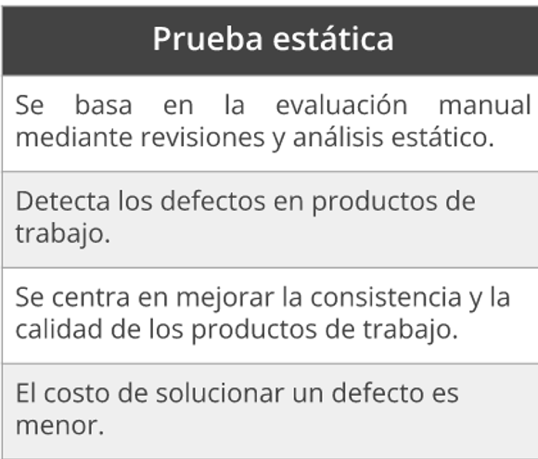 Prueba estática
Se basa en la evaluación manual
mediante revisiones y análisis estático.
Detecta los defectos en productos de
trabajo.
Se centra en mejorar la consistencia y la
calidad de los productos de trabajo.
El costo de solucionar un defecto es
menor.